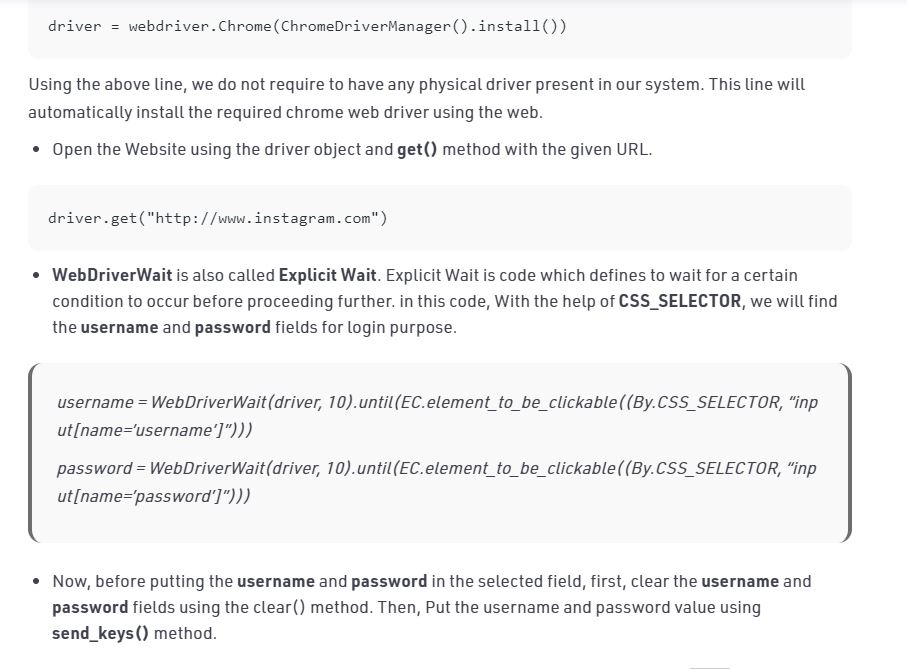 driver = webdriver.Chrome(ChromeDriverManager().install())
Using the above line, we do not require to have any physical driver present in our system. This line will
automatically install the required chrome web driver using the web.
• Open the Website using the driver object and get() method with the given URL.
driver.get("http://www.instagram.com")
• WebDriverWait is also called Explicit Wait. Explicit Wait is code which defines to wait for a certain
condition to occur before proceeding further. in this code, With the help of CSS_SELECTOR, we will find
the username and password fields for login purpose.
username = WebDriverWait(driver, 10).until(EC.element_to_be_clickable((By.CSS_SELECTOR, “inp
ut[name=’username’]”)))
password = WebDriverWait(driver, 10).until(EC.element_to_be_clickable((By.CSS_SELECTOR, “inp
ut[name=’password’]”)))
• Now, before putting the username and password in the selected field, first, clear the username and
password fields using the clear() method. Then, Put the username and password value using
send_keys() method.